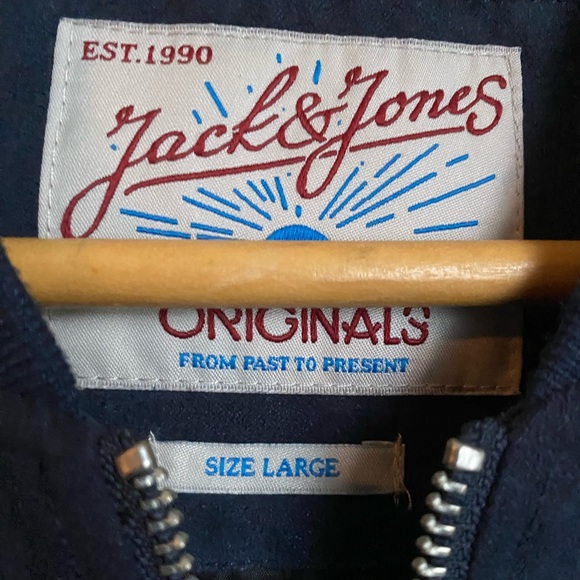 EST.1990
Jack&Jones
ORIGINALS
FROM PAST TO PRESENT
SIZE LARGE